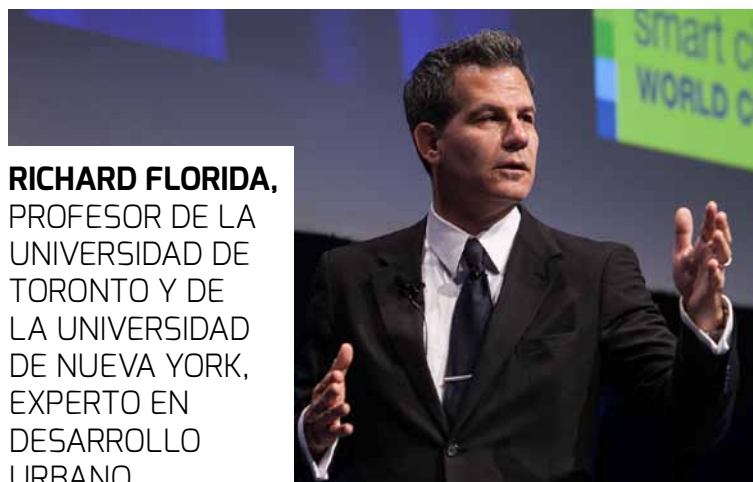 smart c
WORLD C
RICHARD FLORIDA,
PROFESOR DE LA
UNIVERSIDAD DE
TORONTO Y DE
LA UNIVERSIDAD
DE NUEVA YORK,
EXPERTO EN
DESARROLLO
URBANO